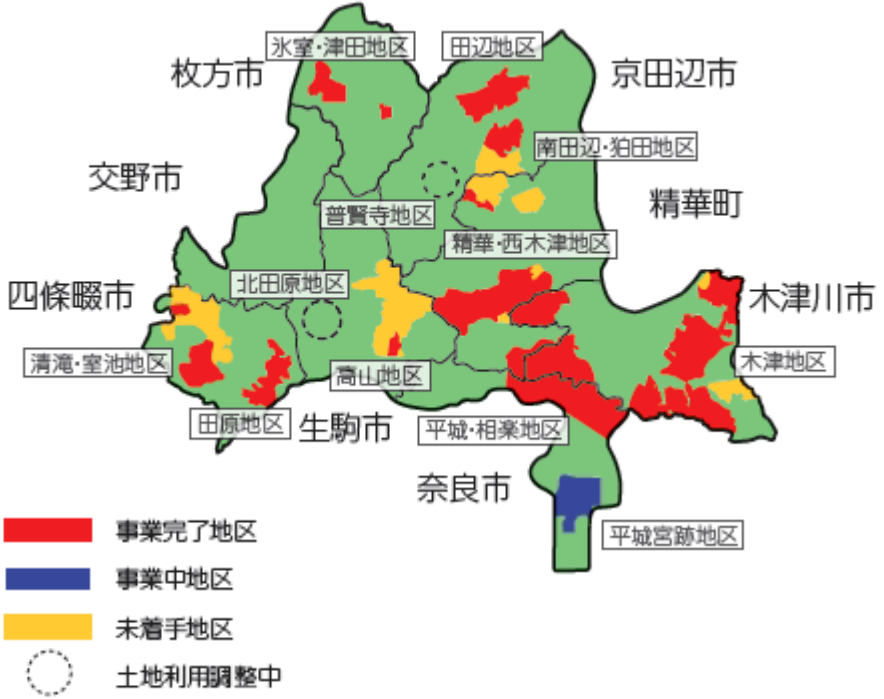 氷室・津田地区
田辺地区
枚方市
京田辺市
南田辺・狛田地区
交野市
精華町
普賢寺地区
精華・西木津地区
北田原地区
四條畷市
木津川市
清滝・室池地区
木津地区
高山地区
田原地区
生駒市
平城・相楽地区
奈良市
平城宮跡地区
事業完了地区
事業中地区
未着手地区
土地利用調整中